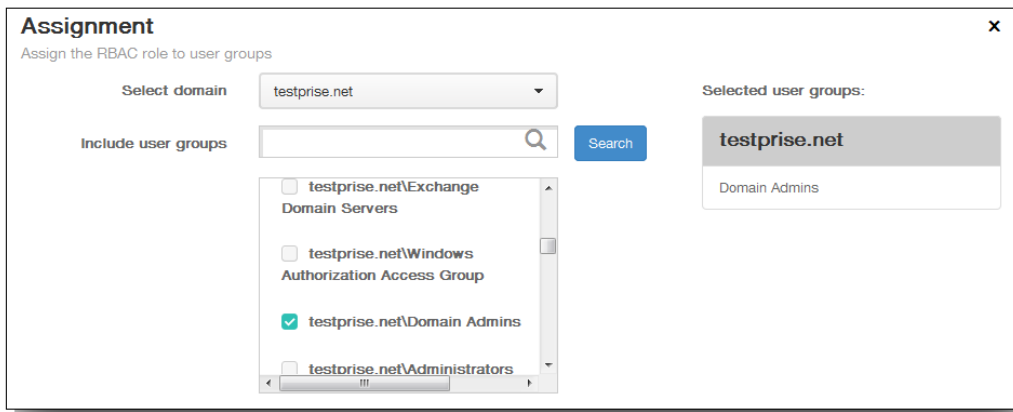 Assignment
Assign the RBAC role to user groups
Select domain
testprise.net
Include user groups
Search
testprise.net\Exchange
Domain Servers
testprise.net\Windows
Authorization Access Group
testprise.net\Domain Admins
testprise.net\Administrators
Selected user groups:
testprise.net
Domain Admins